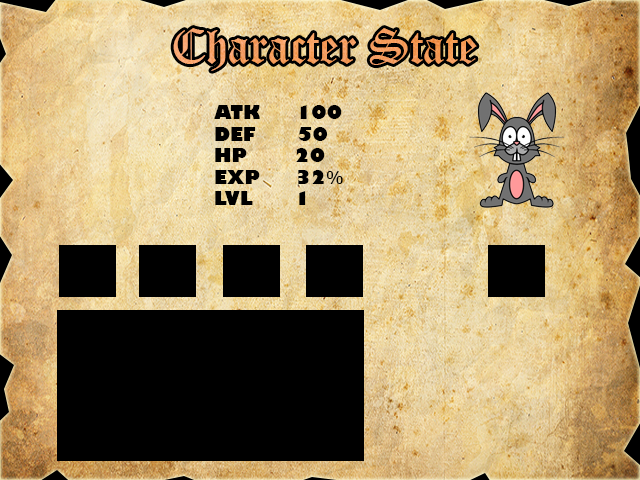 Character State
ATK 100
DEF 50
HP 20
EXP 32%
LVL 1